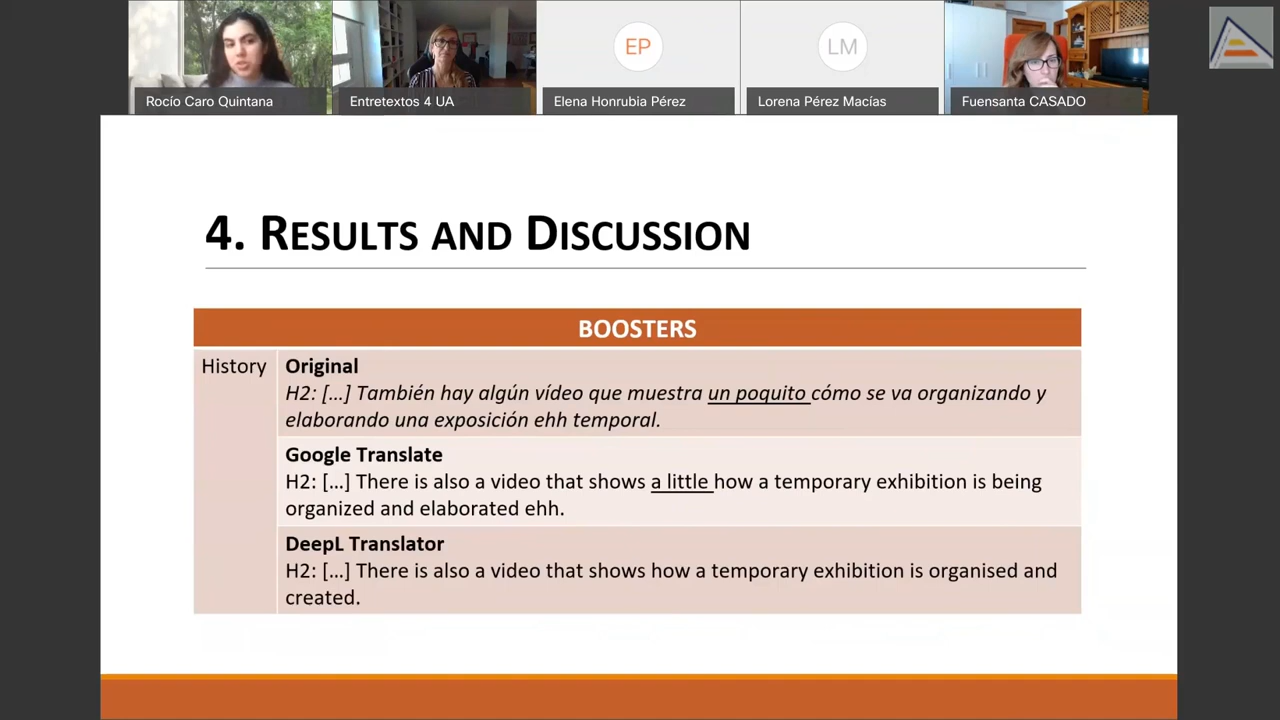 EP
LM
Rocío Caro Quintana
Entretextos 4 UA
Elena Honrubia Pérez
Lorena Pérez Macías
Fuensanta CASADO
4. RESULTS AND DISCUSSION
BOOSTERS
History
Original
H2: […] También hay algún vídeo que muestra un poquito cómo se va organizando y
elaborando una exposición ehh temporal.
Google Translate
H2: […] There is also a video that shows a little how a temporary exhibition is being
organized and elaborated ehh.
DeepL Translator
H2: […] There is also a video that shows how a temporary exhibition is organised and
created.